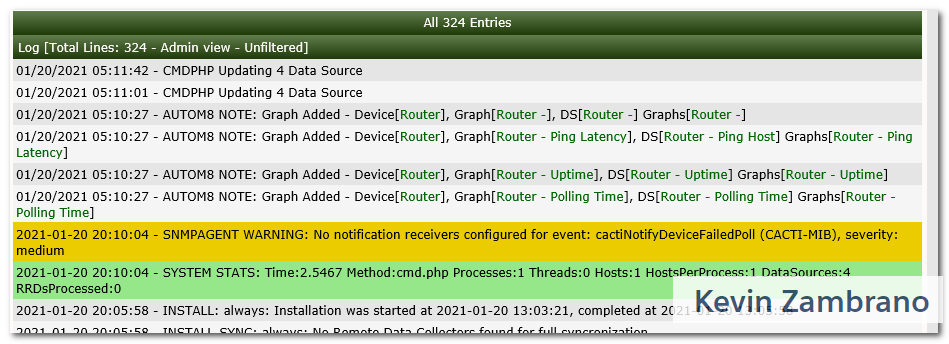 All 324 Entries
Log [Total Lines: 324 - Admin view - Unfiltered]
01/20/2021 05:11:42 - CMDPHP Updating 4 Data Source
01/20/2021 05:11:01 - CMDPHP Updating 4 Data Source
01/20/2021 05:10:27 - AUTOM8 NOTE: Graph Added - Device[Router], Graph[Router -], DS[Router -] Graphs[Router -]
01/20/2021 05:10:27 - AUTOM8 NOTE: Graph Added - Device[Router], Graph[Router - Ping Latency], DS[Router - Ping Host] Graphs[Router - Ping
Latency]
01/20/2021 05:10:27 - AUTOM8 NOTE: Graph Added - Device[Router], Graph[Router - Uptime], DS[Router - Uptime] Graphs[Router - Uptime]
01/20/2021 05:10:27 - AUTOM8 NOTE: Graph Added - Device[Router], Graph[Router - Polling Time], DS[Router - Polling Time] Graphs[Router -
Polling Time]
2021-01-20 20:10:04 - SNMPAGENT WARNING: No notification receivers configured for event: cactiNotifyDeviceFailedPoll (CACTI-MIB), severity:
medium
2021-01-20 20:10:04 - SYSTEM STATS: Time:2.5467 Method:cmd.php Processes:1 Threads:0 Hosts:1 HostsPerProcess:1 DataSources:4
RRDsProcessed:0
2021-01-20 20:05:58 - INSTALL: always: Installation was started at 2021-01-20 13:03:21, completed at 2021-01-20 13:05:58
2021-01-20 20:05:58 - INSTALL SYNC: always: No Remote Data Collectors found for full syncronization
Kevin Zambrano